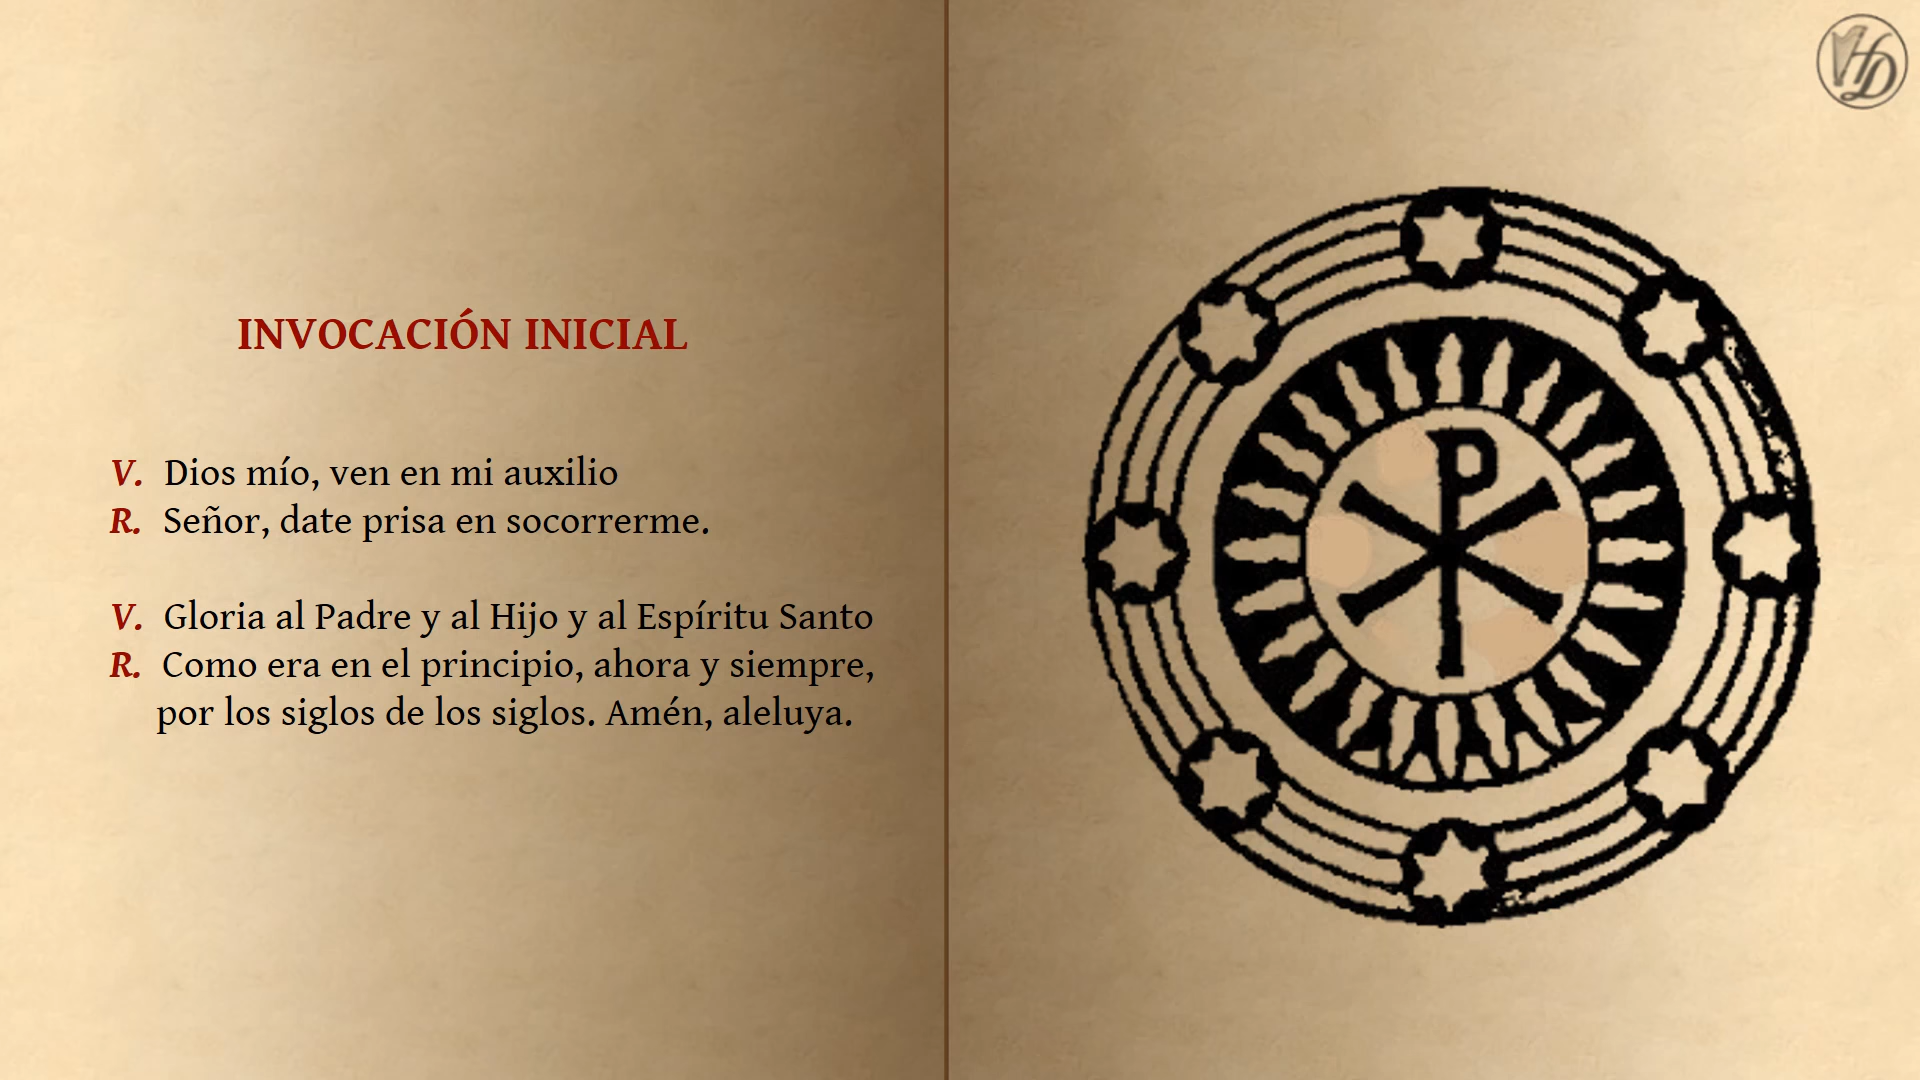 INVOCACIÓN INICIAL
V. Dios mío, ven en mi auxilio
R. Señor, date prisa en socorrerme.
V. Gloria al Padre y al Hijo y al Espíritu Santo
R. Como era en el principio, ahora y siempre,
por los siglos de los siglos. Amén, aleluya.
HD